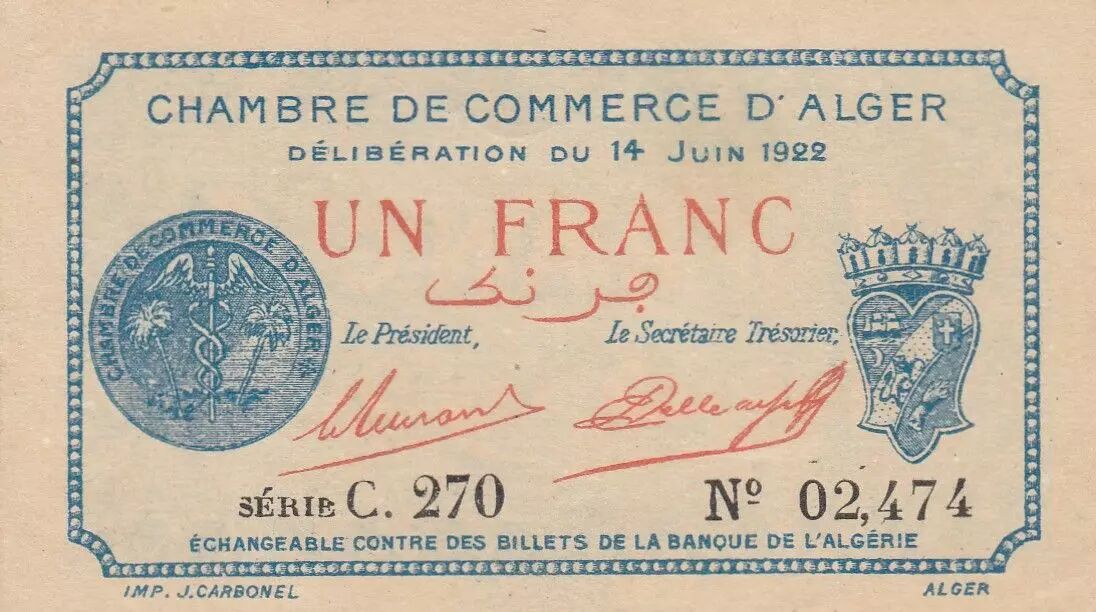 CHAMBRE DE COMMERCE D'ALGER
DÉLIBÉRATION DU 14 JUIN 1922
UN FRANC
فرنك
CHAMBRE DE COMMERCE D'ALGER
Le Président,
Le Secrétaire Trésorier,
SÉRIE C. 270
Nº 02,474
ÉCHANGEABLE CONTRE DES BILLETS DE LA BANQUE DE L'ALGÉRIE
IMP. J. CARBONEL
ALGER